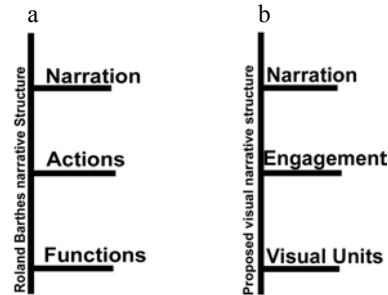 a
Roland Barthes narrative Structure
Narration
Actions
Functions
b
Proposed visual narrative structure
Narration
Engagement
Visual Units